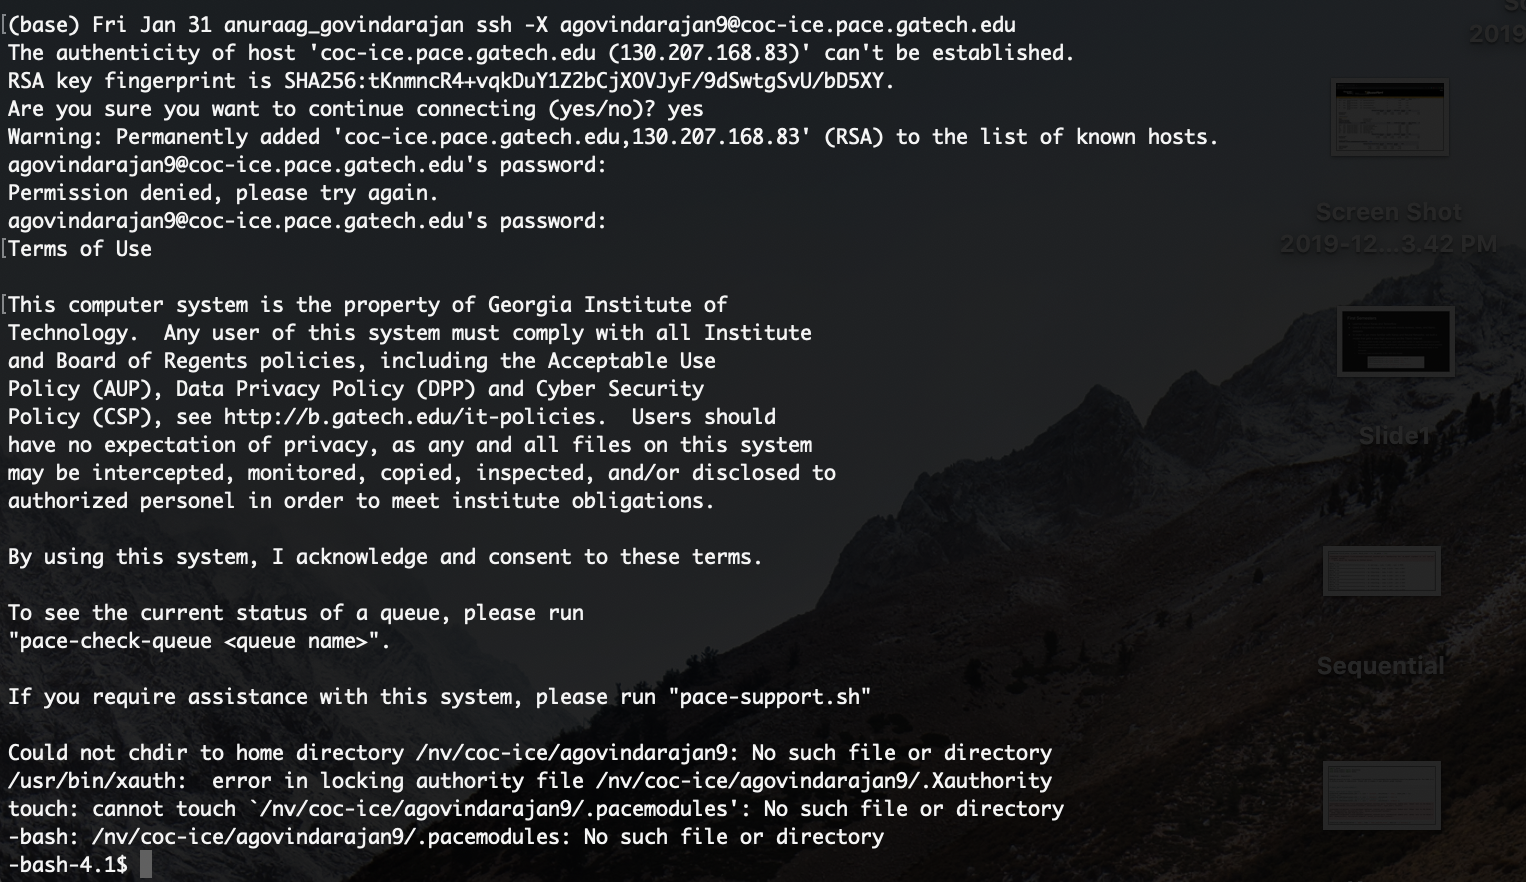 (base) Fri Jan 31 anuraag_govindarajan ssh -X agovindarajan9@coc-ice.pace.gatech.edu
The authenticity of host 'coc-ice.pace.gatech.edu (130.207.168.83)' can't be established.
RSA key fingerprint is SHA256:tKnmncR4+vqkDuY1Z2bCjXOVJyF/9dSwtgSvU/bD5XY.
Are you sure you want to continue connecting (yes/no)? yes
Warning: Permanently added 'coc-ice.pace.gatech.edu,130.207.168.83' (RSA) to the list of known hosts.
agovindarajan9@coc-ice.pace.gatech.edu's password:
Permission denied, please try again.
agovindarajan9@coc-ice.pace.gatech.edu's password:
Terms of Use
This computer system is the property of Georgia Institute of
Technology.  Any user of this system must comply with all Institute
and Board of Regents policies, including the Acceptable Use
Policy (AUP), Data Privacy Policy (DPP) and Cyber Security
Policy (CSP), see http://b.gatech.edu/it-policies.  Users should
have no expectation of privacy, as any and all files on this system
may be intercepted, monitored, copied, inspected, and/or disclosed to
authorized personel in order to meet institute obligations.
By using this system, I acknowledge and consent to these terms.
To see the current status of a queue, please run
"pace-check-queue <queue name>".
If you require assistance with this system, please run "pace-support.sh"
Could not chdir to home directory /nv/coc-ice/agovindarajan9: No such file or directory
/usr/bin/xauth:  error in locking authority file /nv/coc-ice/agovindarajan9/.Xauthority
touch: cannot touch `/nv/coc-ice/agovindarajan9/.pacemodules': No such file or directory
-bash: /nv/coc-ice/agovindarajan9/.pacemodules: No such file or directory
-bash-4.1$
2019
Screen Shot
2019-12...3.42 PM
Slide1
Sequential